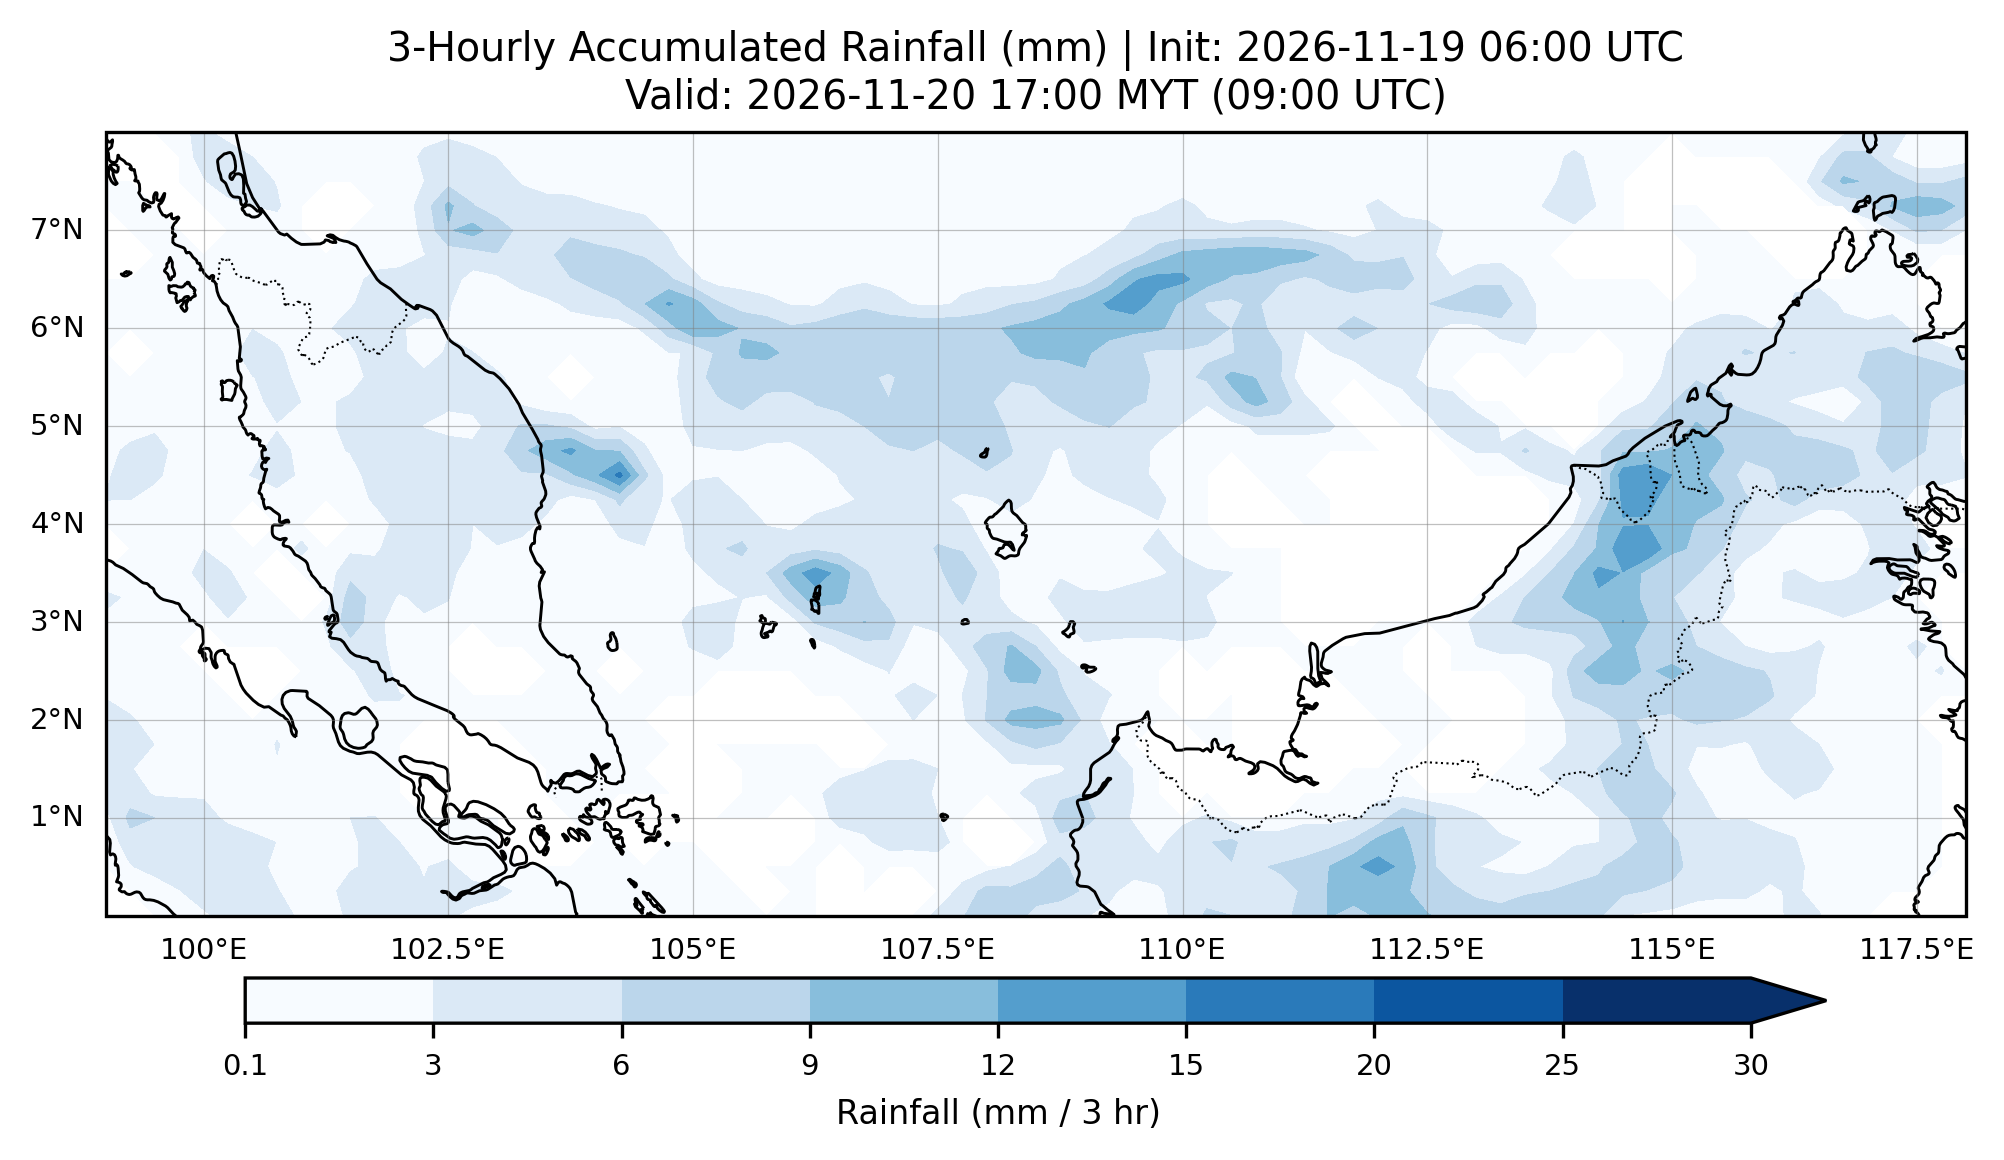 3-Hourly Accumulated Rainfall (mm) | Init: 2026-11-19 06:00 UTC
Valid: 2026-11-20 17:00 MYT (09:00 UTC)
7°N
6°N
5°N
4°N
3°N
2°N
1°N
100°E 102.5°E 105°E 107.5°E 110°E 112.5°E 115°E 117.5°E
0.1 3 6 9 12 15 20 25 30
Rainfall (mm / 3 hr)